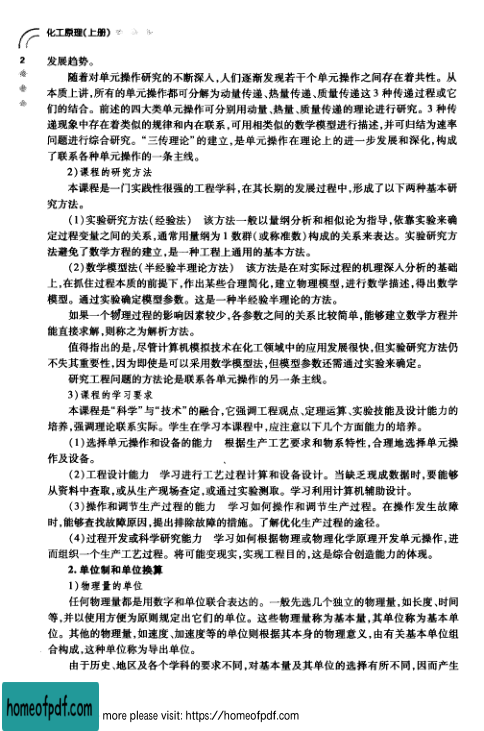 化工原理(上册)
2
发展趋势。
随着对单元操作研究的不断深入,人们逐渐发现若干个单元操作之间存在着共性。从
本质上讲,所有的单元操作都可分解为动量传递、热量传递、质量传递这3种传递过程或它
们的结合。前述的四大类单元操作可分别用动量、热量、质量传递的理论进行研究。3种传
递现象中存在着类似的规律和内在联系,可用相类似的数学模型进行描述,并可归结为速率
问题进行综合研究。“三传理论”的建立,是单元操作在理论上的进一步发展和深化,构成
了联系各种单元操作的一条主线。
2)课程的研究方法
本课程是一门实践性很强的工程学科,在其长期的发展过程中,形成了以下两种基本研
究方法。
(1)实验研究方法(经验法) 该方法一般以量纲分析和相似论为指导,依靠实验来确
定过程变量之间的关系,通常用量纲为1数群(或称准数)构成的关系来表达。实验研究方
法避免了数学方程的建立,是一种工程上通用的基本方法。
(2)数学模型法(半经验半理论方法) 该方法是在对实际过程的机理深入分析的基础
上,在抓住过程本质的前提下,作出某些合理简化,建立物理模型,进行数学描述,得出数学
模型。通过实验确定模型参数。这是一种半经验半理论的方法。
如果一个物理过程的影响因素较少,各参数之间的关系比较简单,能够建立数学方程并
能直接求解,则称之为解析方法。
值得指出的是,尽管计算机模拟技术在化工领域中的应用发展很快,但实验研究方法仍
不失其重要性,因为即使是可以采用数学模型法,但模型参数还需通过实验来确定。
研究工程问题的方法论是联系各单元操作的另一条主线。
3)课程的学习要求
本课程是“科学”与“技术”的融合,它强调工程观点、定理运算、实验技能及设计能力的
培养,强调理论联系实际。学生在学习本课程中,应注意以下几个方面能力的培养。
(1)选择单元操作和设备的能力 根据生产工艺要求和物系特性,合理地选择单元操
作及设备。
(2)工程设计能力 学习进行工艺过程计算和设备设计。当缺乏现成数据时,要能够
从资料中查取,或从生产现场查定,或通过实验测取。学习利用计算机辅助设计。
(3)操作和调节生产过程的能力 学习如何操作和调节生产过程。在操作发生故障
时,能够查找故障原因,提出排除故障的措施。了解优化生产过程的途径。
(4)过程开发或科学研究能力 学习如何根据物理或物理化学原理开发单元操作,进
而组织一个生产工艺过程。将可能变现实,实现工程目的,这是综合创造能力的体现。
2.单位制和单位换算
1)物理量的单位
任何物理量都是用数字和单位联合表达的。一般先选几个独立的物理量,如长度、时间
等,并以使用方便为原则规定出它们的单位。这些物理量称为基本量,其单位称为基本单
位。其他的物理量,如速度、加速度等的单位则根据其本身的物理意义,由有关基本单位组
合构成,这种单位称为导出单位。
由于历史、地区及各个学科的要求不同,对基本量及其单位的选择有所不同,因而产生
homeofpdf.com
more please visit: https://homeofpdf.com